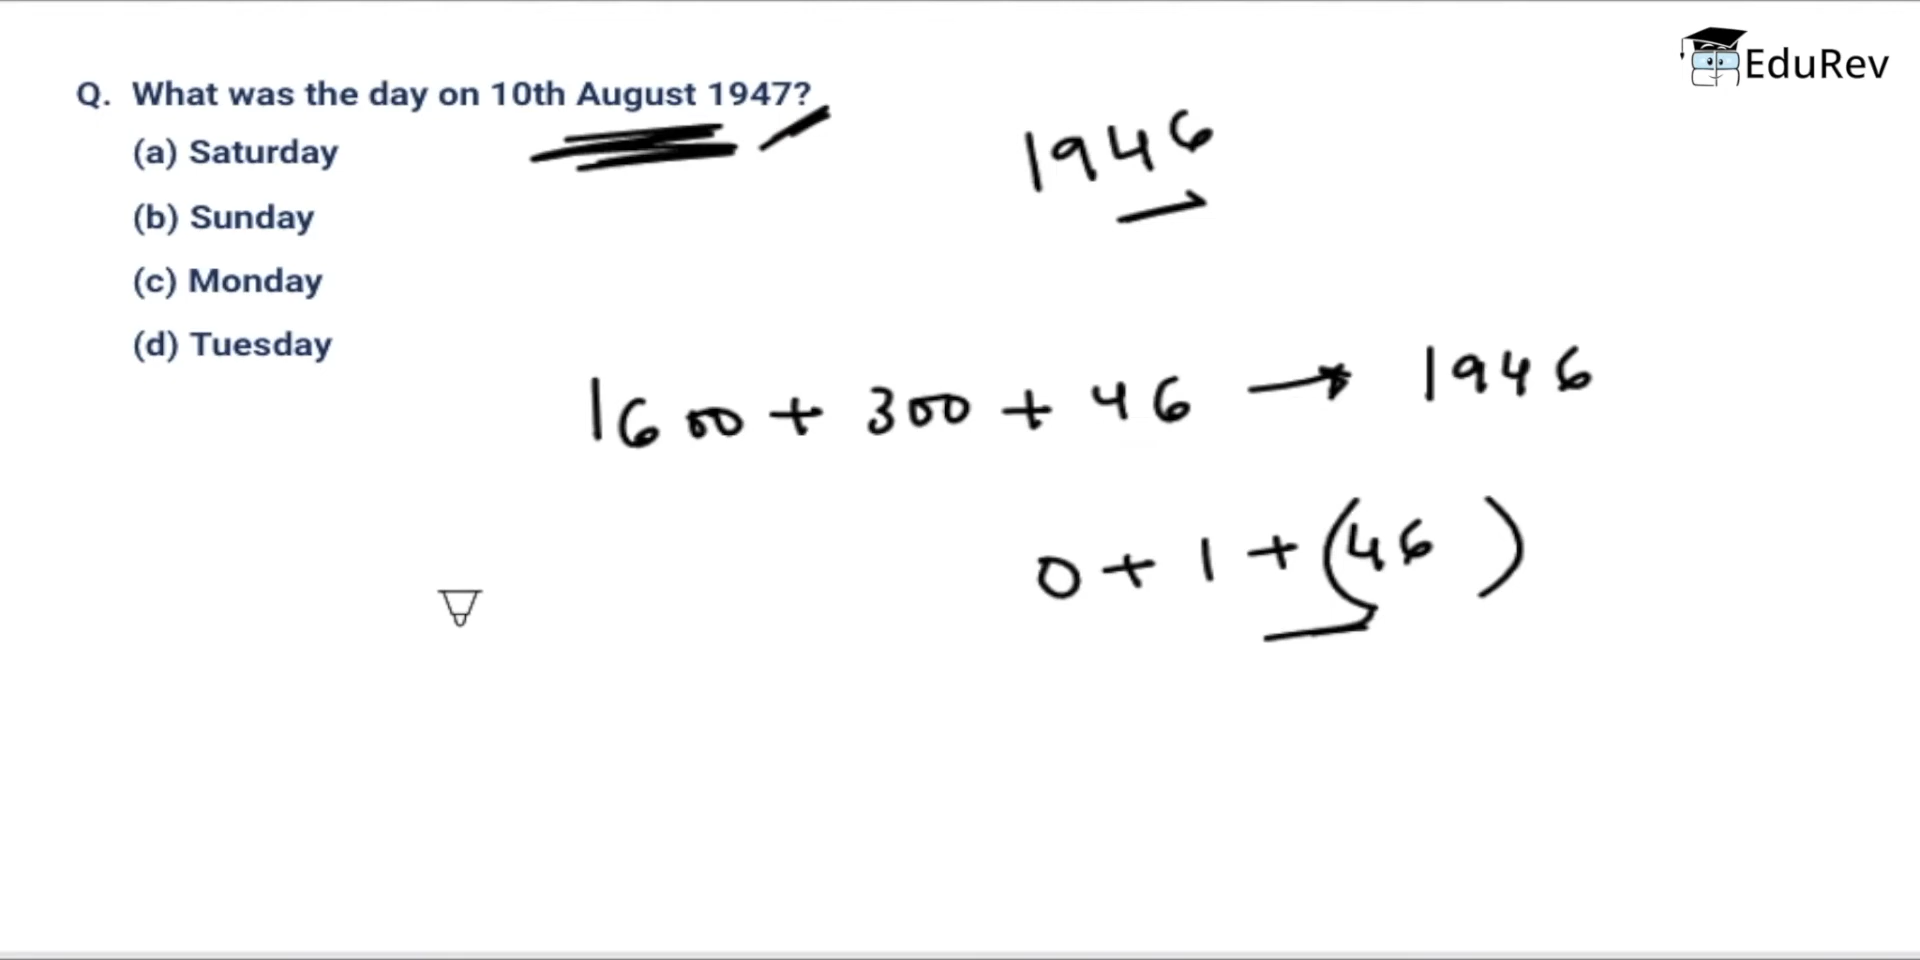 EduRev
Q. What was the day on 10th August 1947?
(a) Saturday
(b) Sunday
(c) Monday
(d) Tuesday
1946
1600 + 300 + 46 → 1946
0 + 1 + (46 )